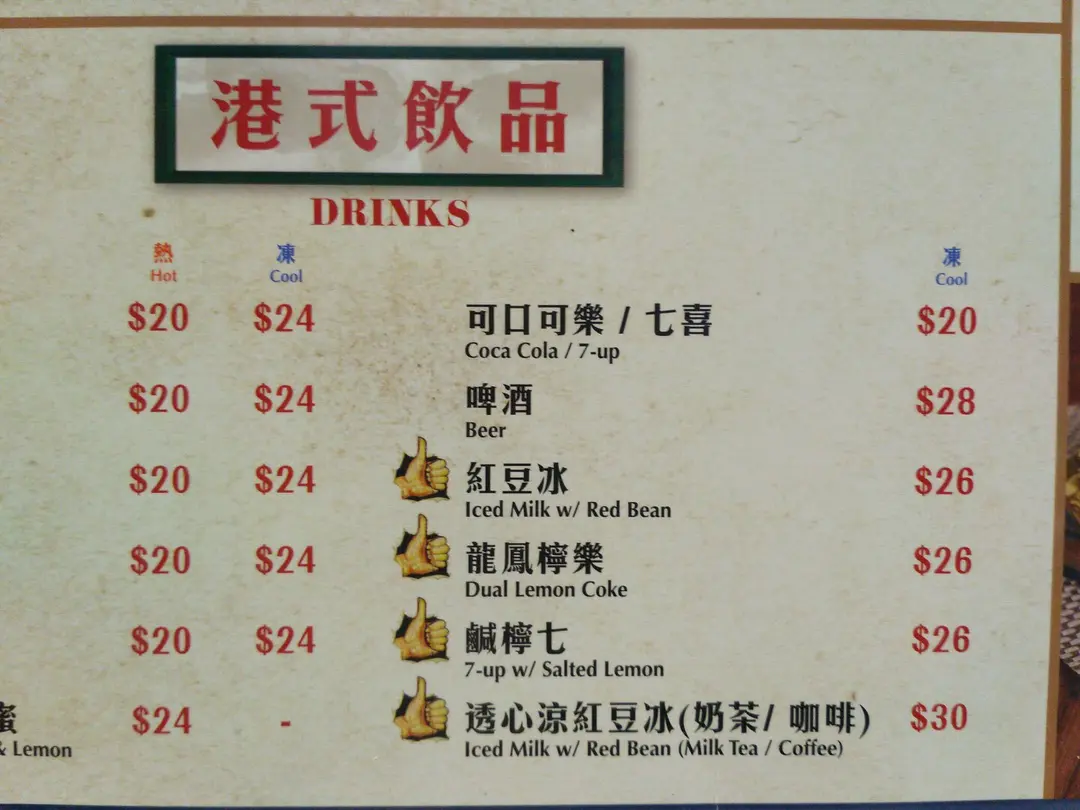 港式飲品
DRINKS
熱 凍 凍
Hot Cool Cool
$20 $24 可口可樂 / 七喜 $20
Coca Cola / 7-up
$20 $24 啤酒 $28
Beer
$20 $24 紅豆冰 $26
Iced Milk w/ Red Bean
$20 $24 龍鳳檸樂 $26
Dual Lemon Coke
$20 $24 鹹檸七 $26
7-up w/ Salted Lemon
蜜 $24 - 透心涼紅豆冰(奶茶/ 咖啡) $30
& Lemon Iced Milk w/ Red Bean (Milk Tea / Coffee)